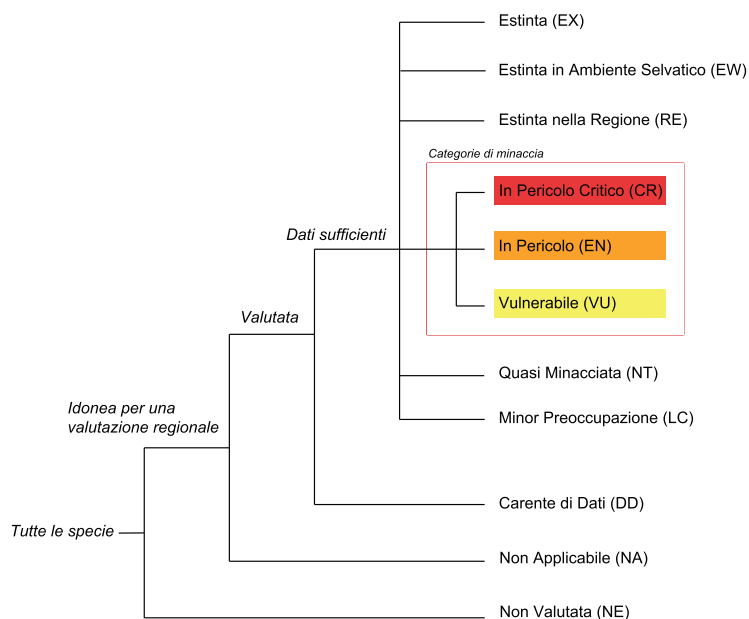 Estinta (EX)
Estinta in Ambiente Selvatico (EW)
Estinta nella Regione (RE)
Categorie di minaccia
In Pericolo Critico (CR)
Dati sufficienti
In Pericolo (EN)
Vulnerabile (VU)
Valutata
Quasi Minacciata (NT)
Idonea per una
valutazione regionale
Minor Preoccupazione (LC)
Carente di Dati (DD)
Tutte le specie
Non Applicabile (NA)
Non Valutata (NE)